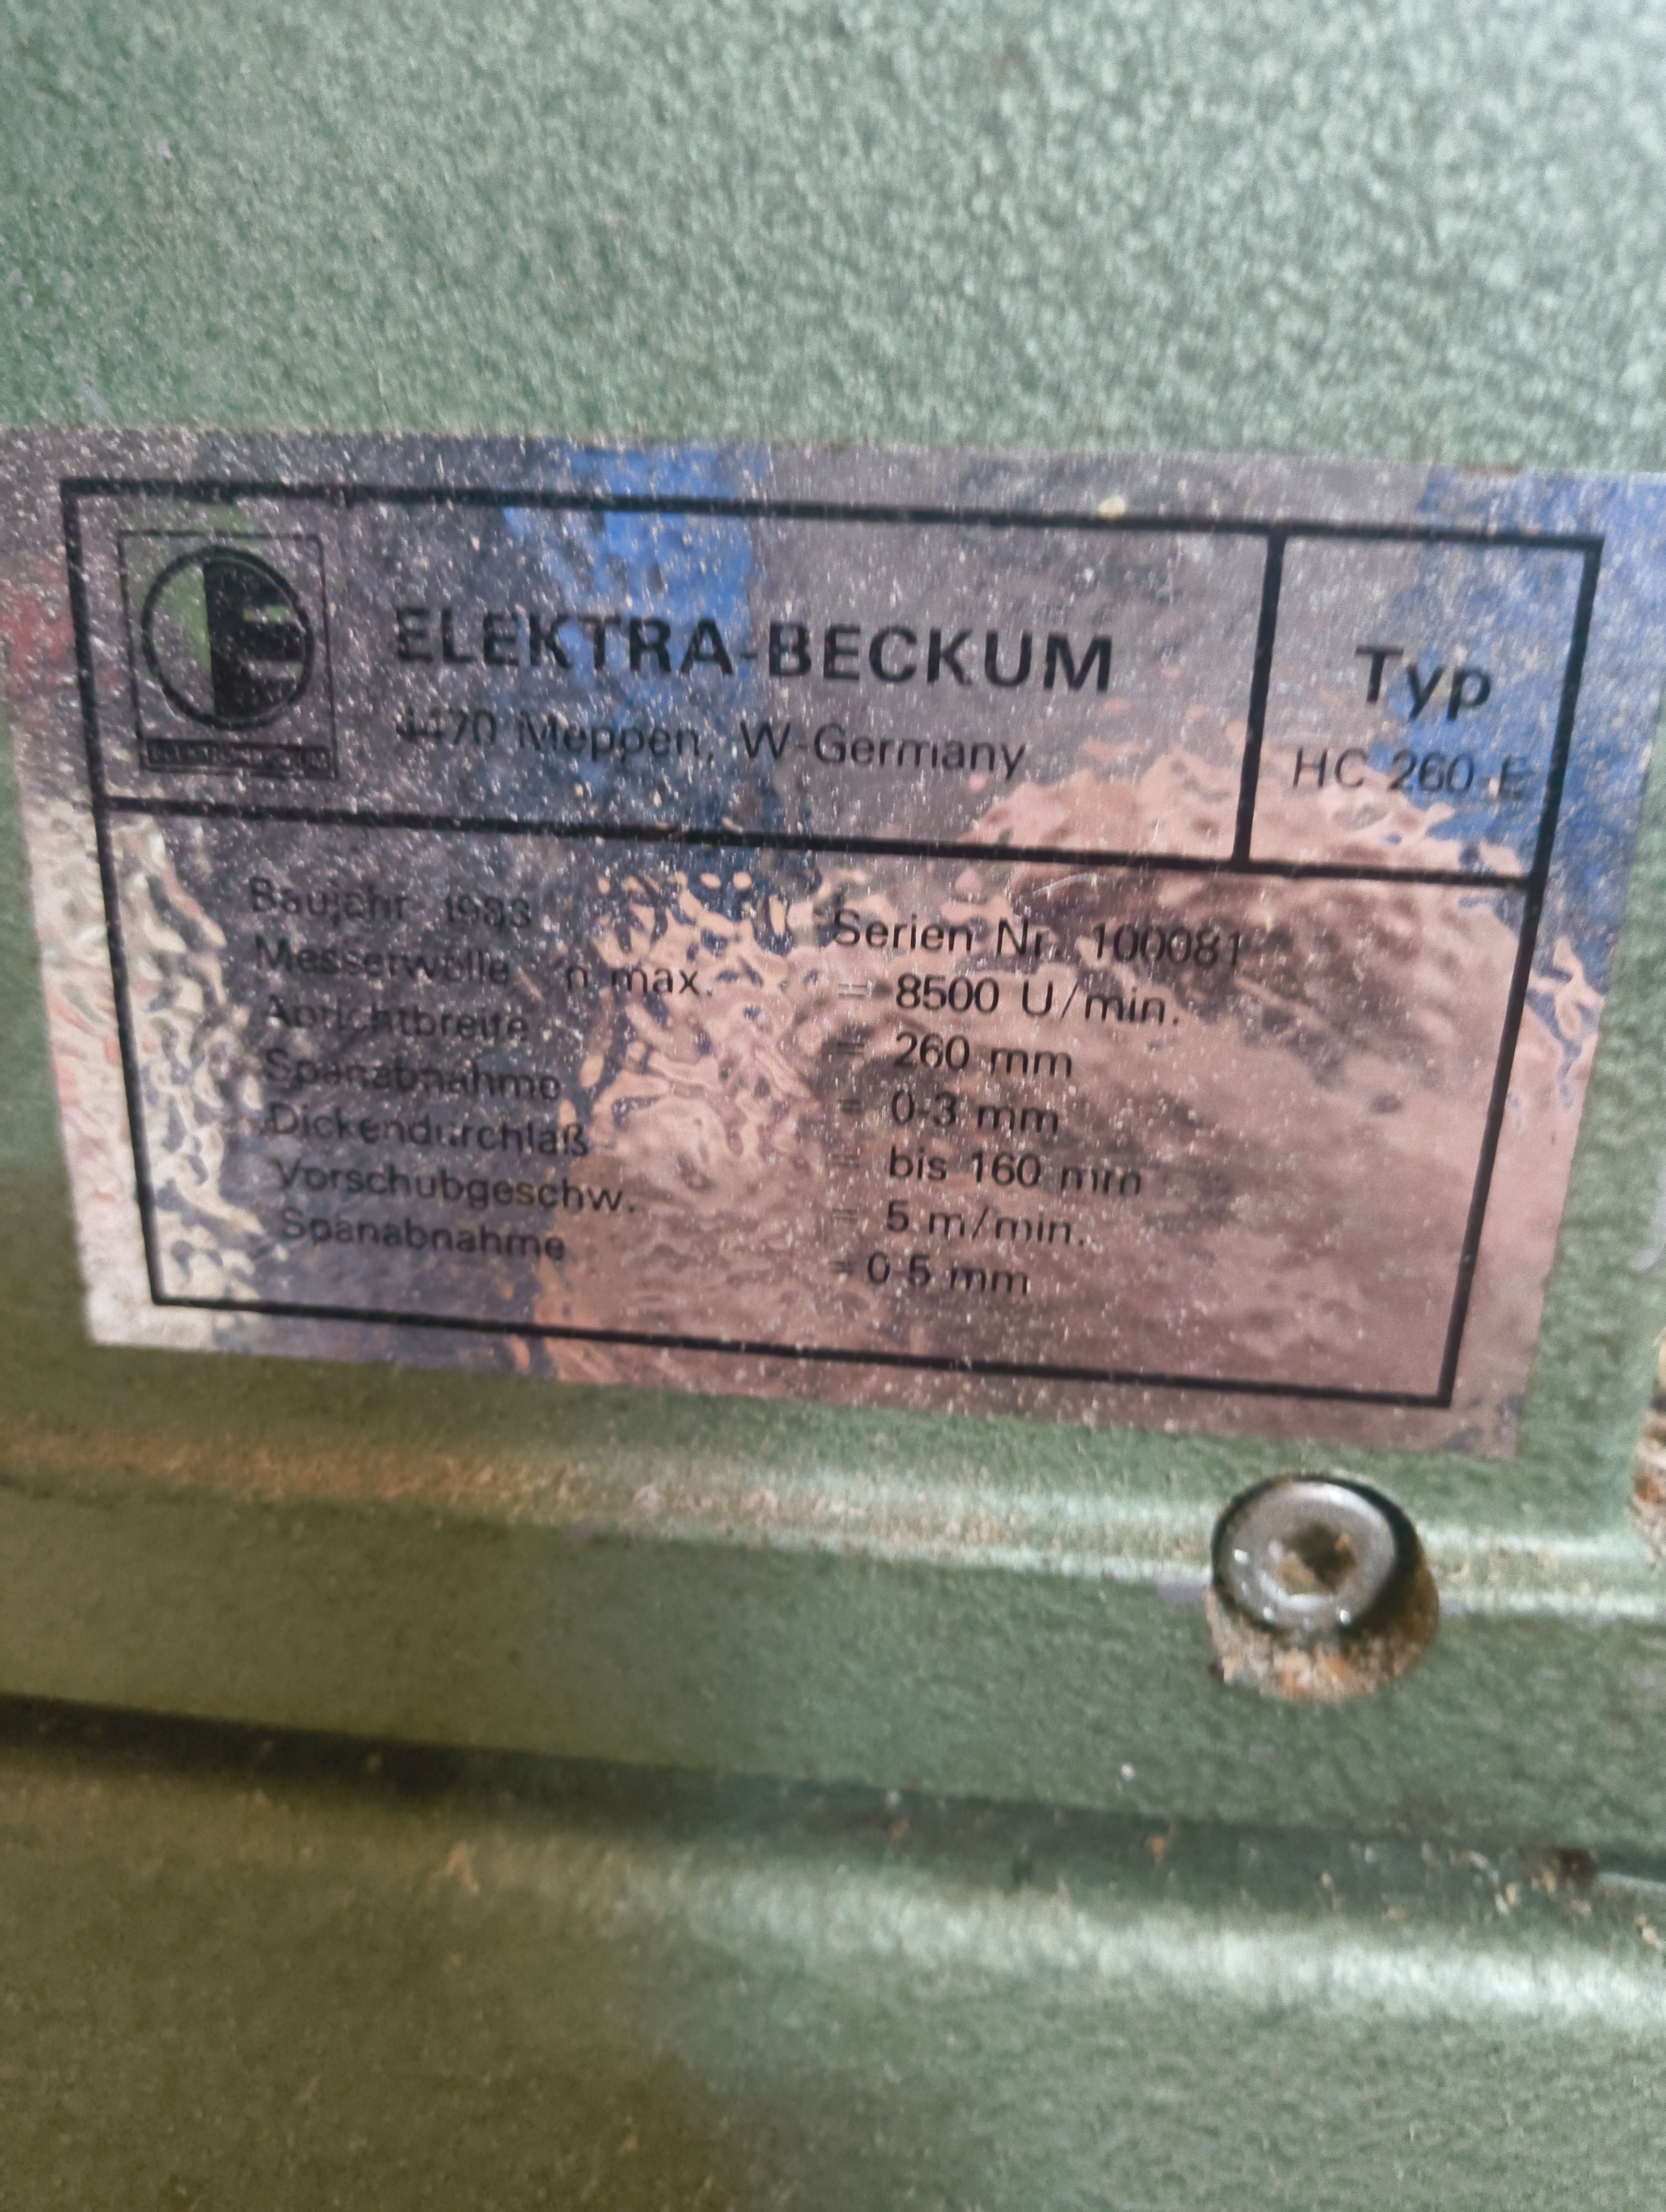 ELEKTRA-BECKUM
4470 Meppen, W-Germany
Typ
HC 260-E
Baujahr 1983 Serien Nr. 100081
Messerwelle n max. = 8500 U/min.
Abrichtbreite = 260 mm
Spanabnahme = 0-3 mm
Dickendurchlaß = bis 160 mm
Vorschubgeschw. = 5 m/min.
Spanabnahme = 0-5 mm